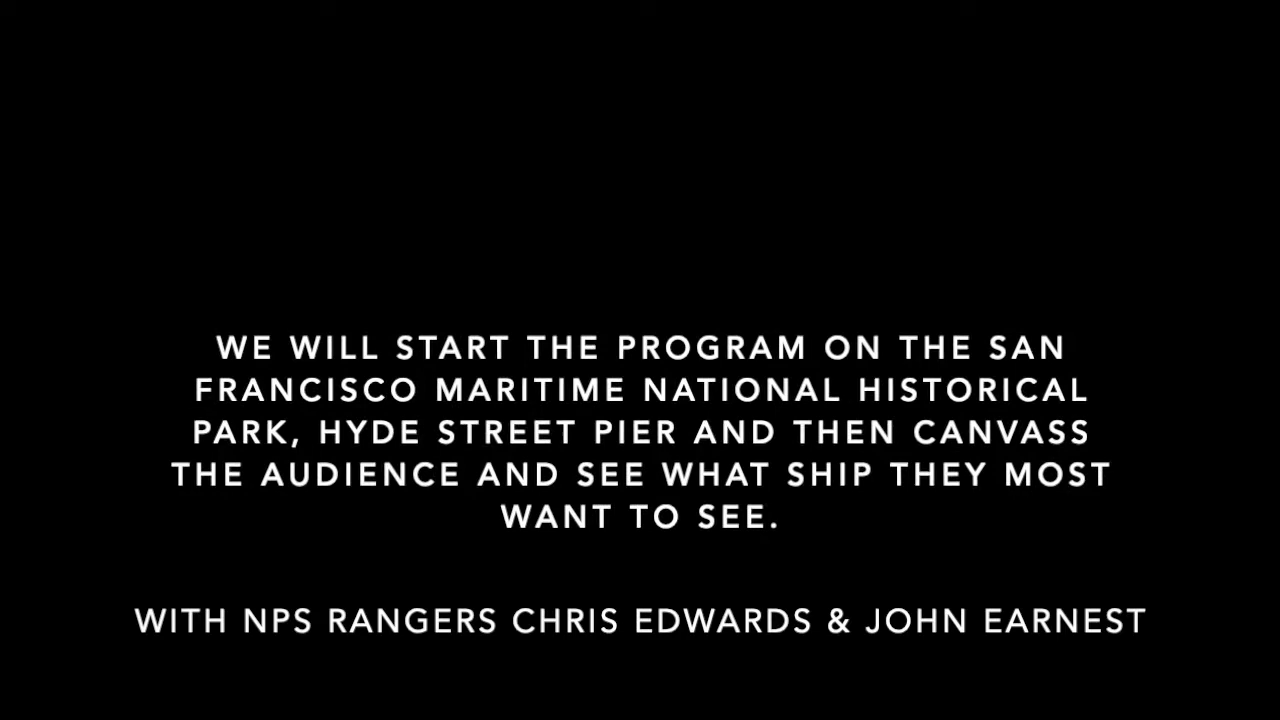 WE WILL START THE PROGRAM ON THE SAN
FRANCISCO MARITIME NATIONAL HISTORICAL
PARK, HYDE STREET PIER AND THEN CANVASS
THE AUDIENCE AND SEE WHAT SHIP THEY MOST
WANT TO SEE.
WITH NPS RANGERS CHRIS EDWARDS & JOHN EARNEST